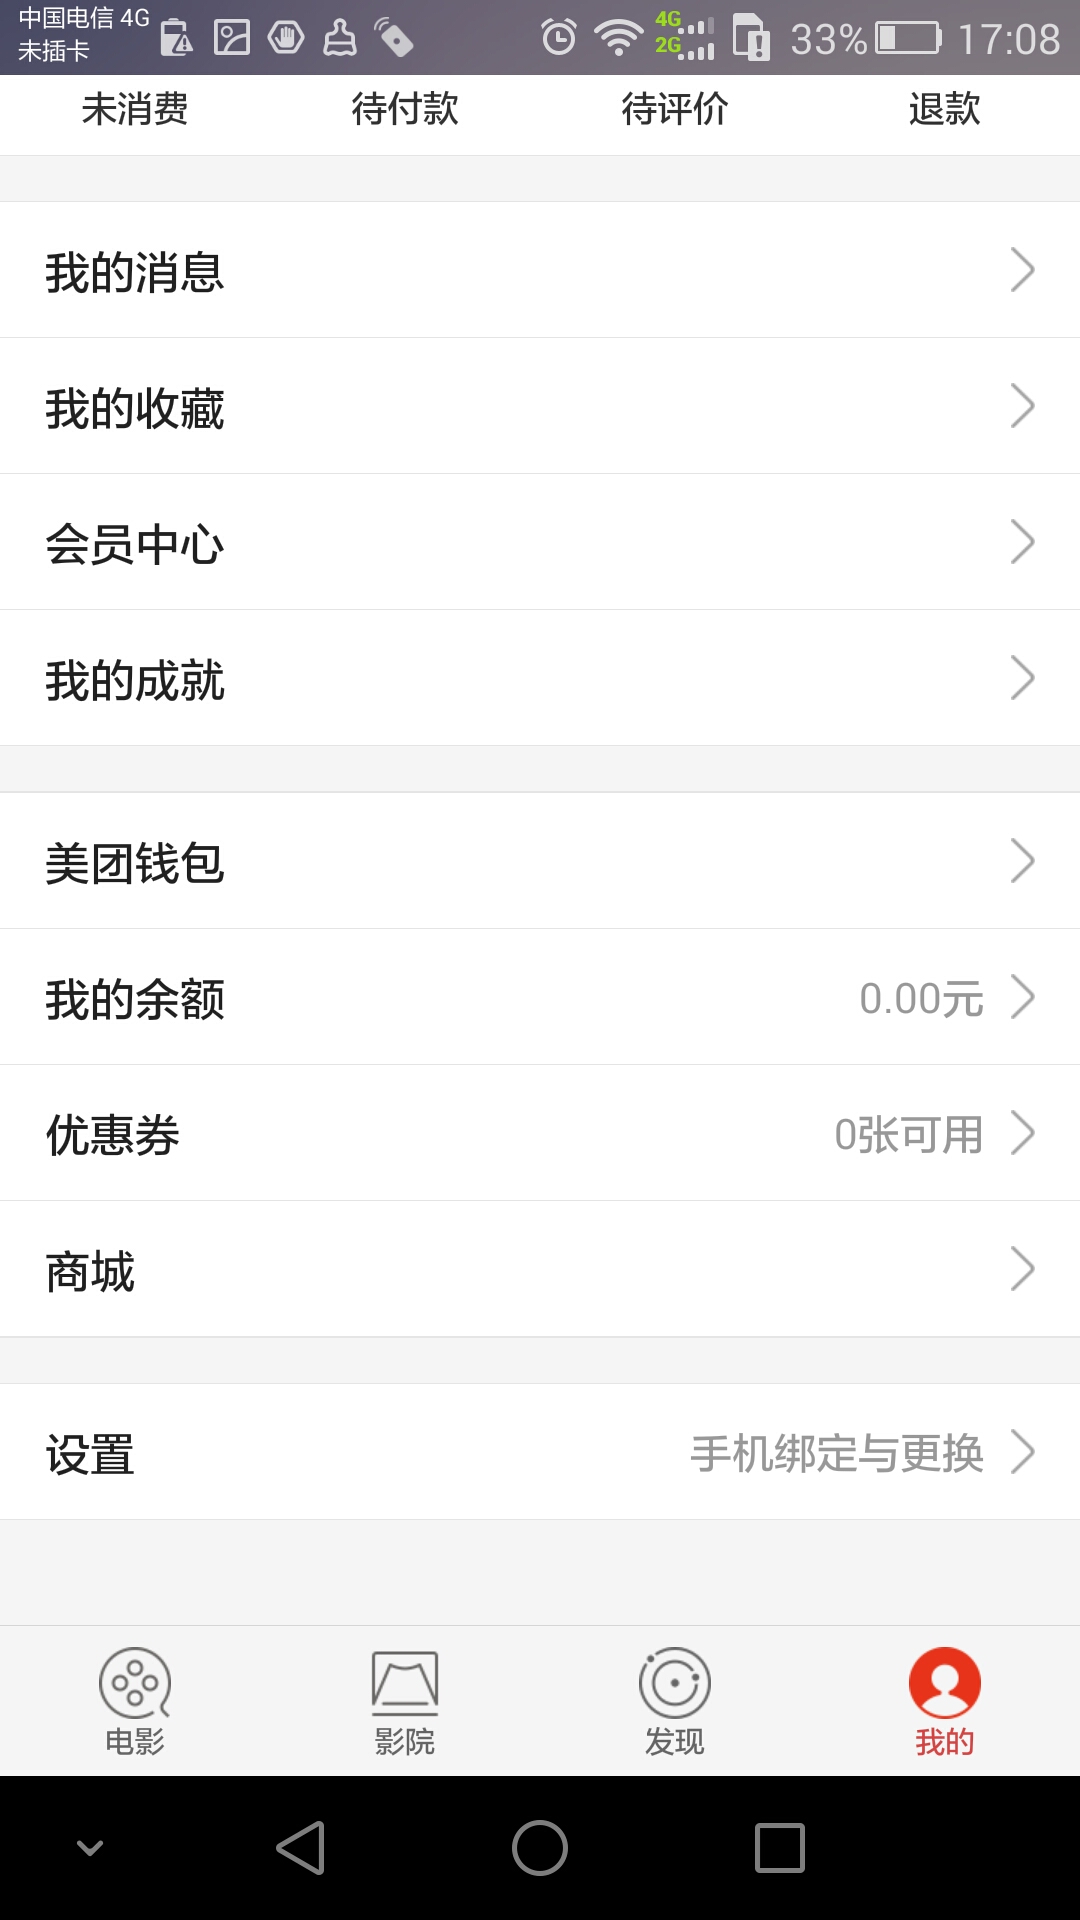 中国电信 4G
未插卡
4G
2G
33%
17:08
未消费 待付款 待评价 退款
我的消息
我的收藏
会员中心
我的成就
美团钱包
我的余额 0.00元
优惠券 0张可用
商城
设置 手机绑定与更换
电影 影院 发现 我的